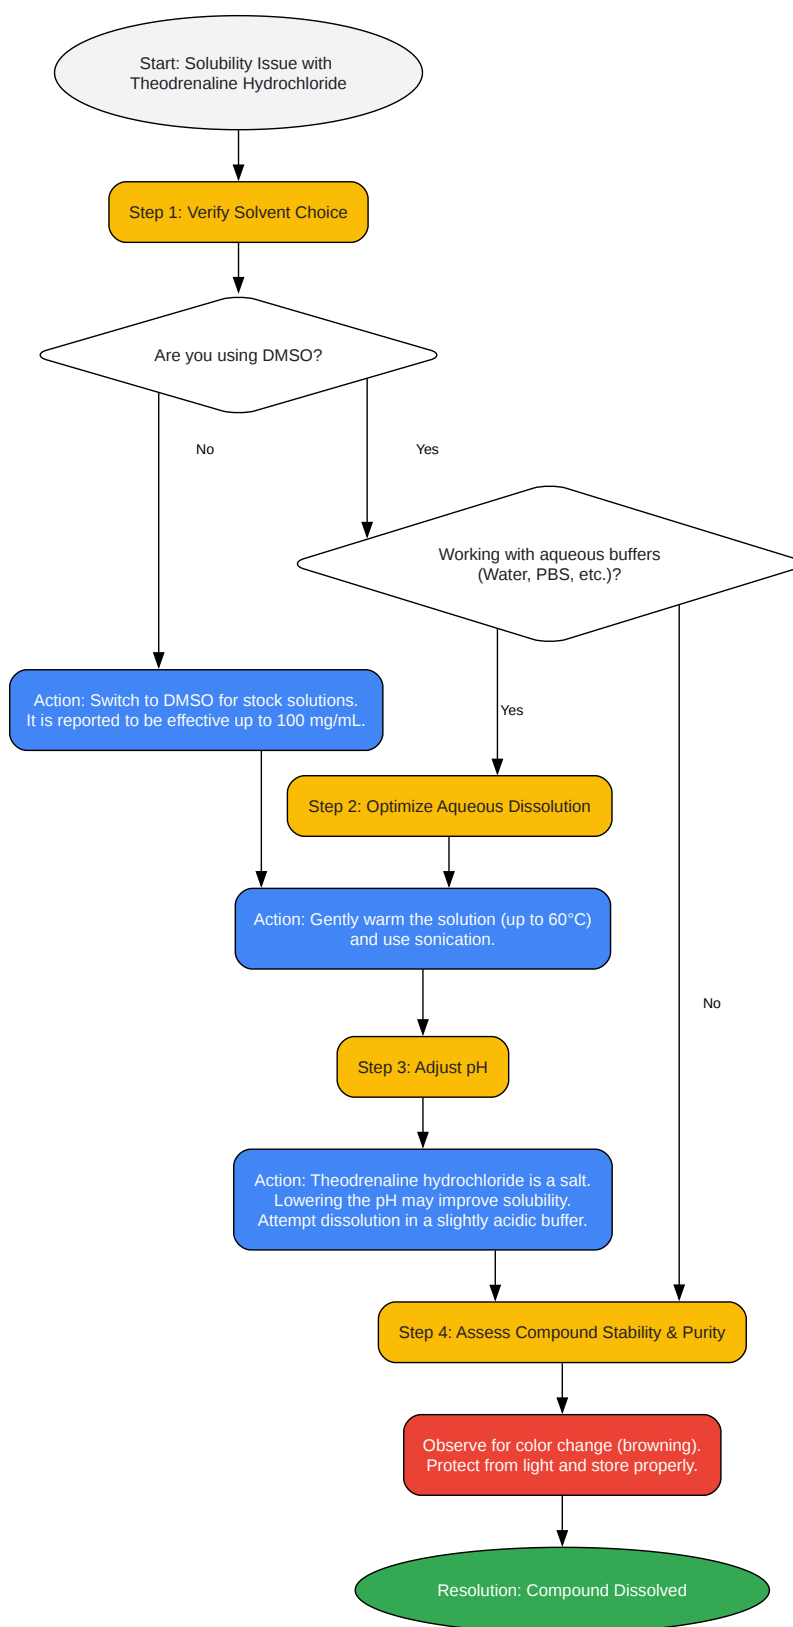 Start: Solubility Issue with
Theodrenaline Hydrochloride
Step 1: Verify Solvent Choice
Are you using DMSO?
No
Yes
Working with aqueous buffers
(Water, PBS, etc.)?
Action: Switch to DMSO for stock solutions.
It is reported to be effective up to 100 mg/mL.
Yes
Step 2: Optimize Aqueous Dissolution
Action: Gently warm the solution (up to 60°C)
and use sonication.
No
Step 3: Adjust pH
Action: Theodrenaline hydrochloride is a salt.
Lowering the pH may improve solubility.
Attempt dissolution in a slightly acidic buffer.
Step 4: Assess Compound Stability & Purity
Observe for color change (browning).
Protect from light and store properly.
Resolution: Compound Dissolved